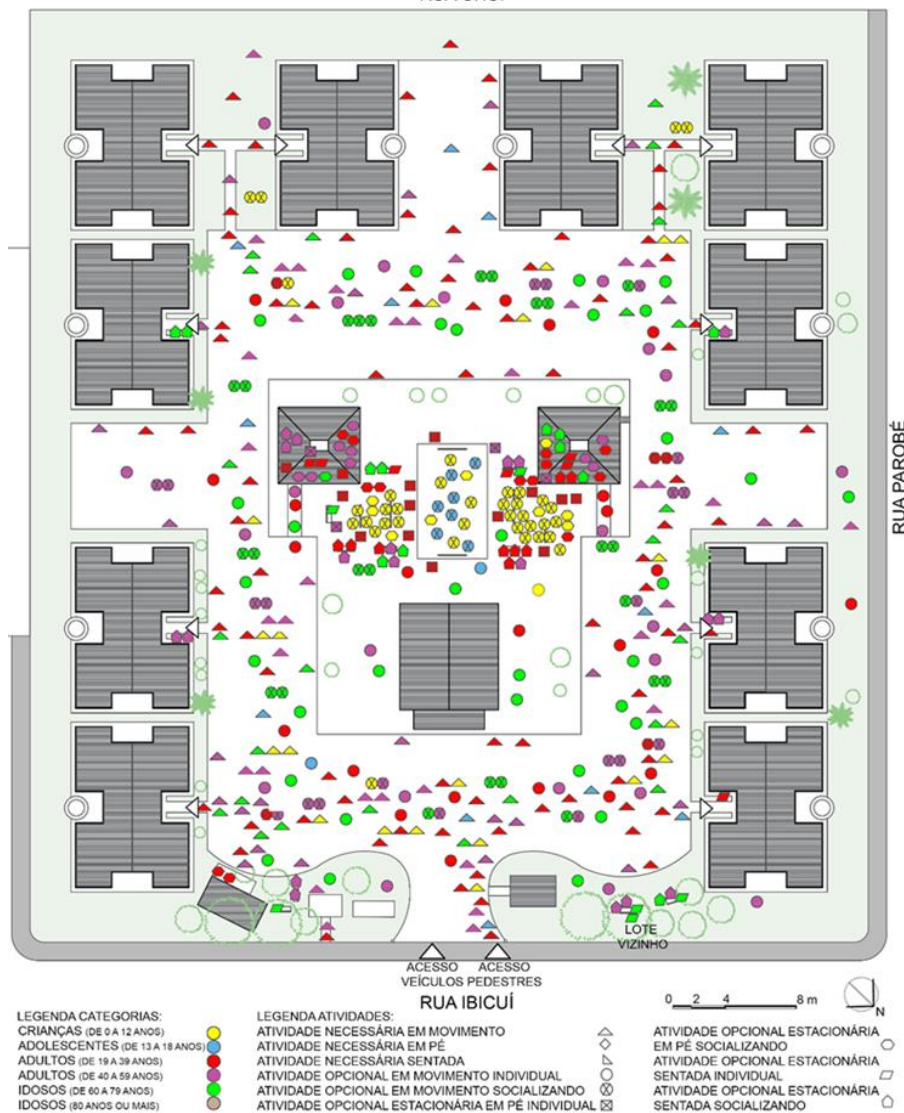 RUA PAROBÉ
LOTE
VIZINHO
ACESSO ACESSO
VEÍCULOS PEDESTRES
RUA IBICUÍ
0 2 4 8 m
N
LEGENDA CATEGORIAS:
CRIANÇAS (DE 0 A 12 ANOS)
ADOLESCENTES (DE 13 A 18 ANOS)
ADULTOS (DE 19 A 39 ANOS)
ADULTOS (DE 40 A 59 ANOS)
IDOSOS (DE 60 A 79 ANOS)
IDOSOS (80 ANOS OU MAIS)
LEGENDA ATIVIDADES:
ATIVIDADE NECESSÁRIA EM MOVIMENTO
ATIVIDADE NECESSÁRIA EM PÉ
ATIVIDADE NECESSÁRIA SENTADA
ATIVIDADE OPCIONAL EM MOVIMENTO INDIVIDUAL
ATIVIDADE OPCIONAL EM MOVIMENTO SOCIALIZANDO
ATIVIDADE OPCIONAL ESTACIONÁRIA EM PÉ INDIVIDUAL
ATIVIDADE OPCIONAL ESTACIONÁRIA
EM PÉ SOCIALIZANDO
ATIVIDADE OPCIONAL ESTACIONÁRIA
SENTADA INDIVIDUAL
ATIVIDADE OPCIONAL ESTACIONÁRIA
SENTADA SOCIALIZANDO